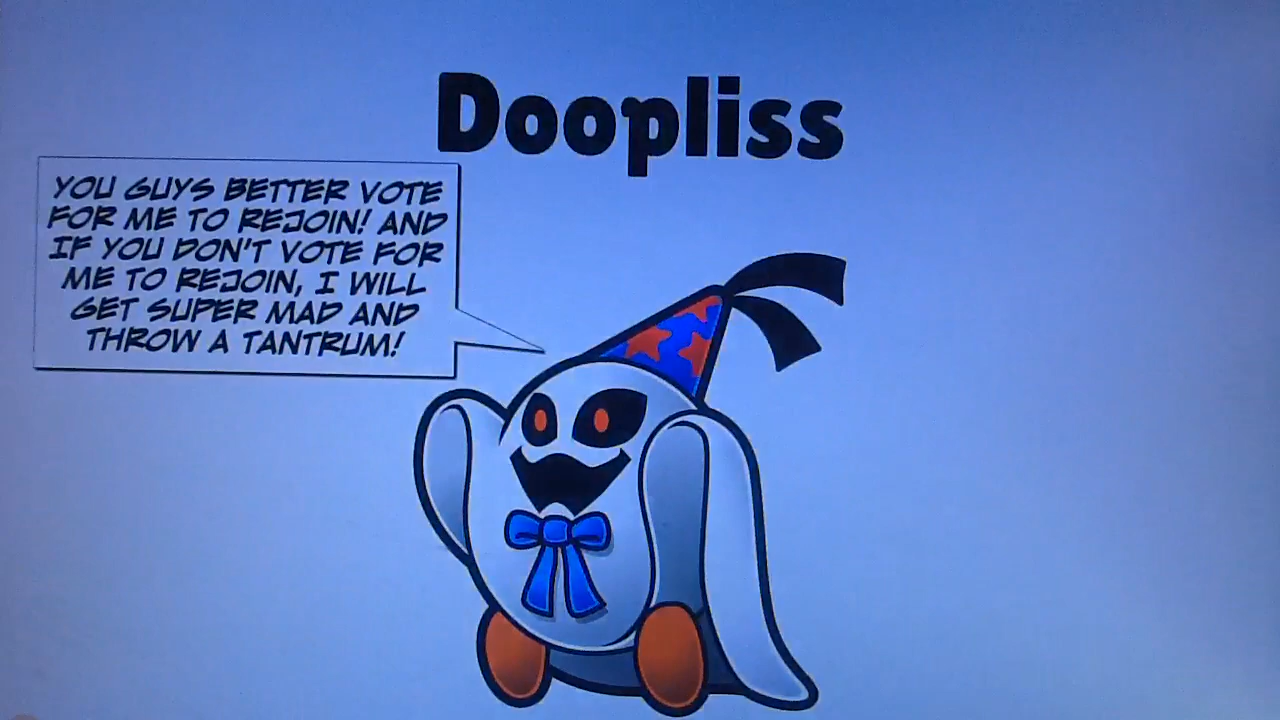 Doopliss
YOU GUYS BETTER VOTE
FOR ME TO REJOIN! AND
IF YOU DON'T VOTE FOR
ME TO REJOIN, I WILL
GET SUPER MAD AND
THROW A TANTRUM!